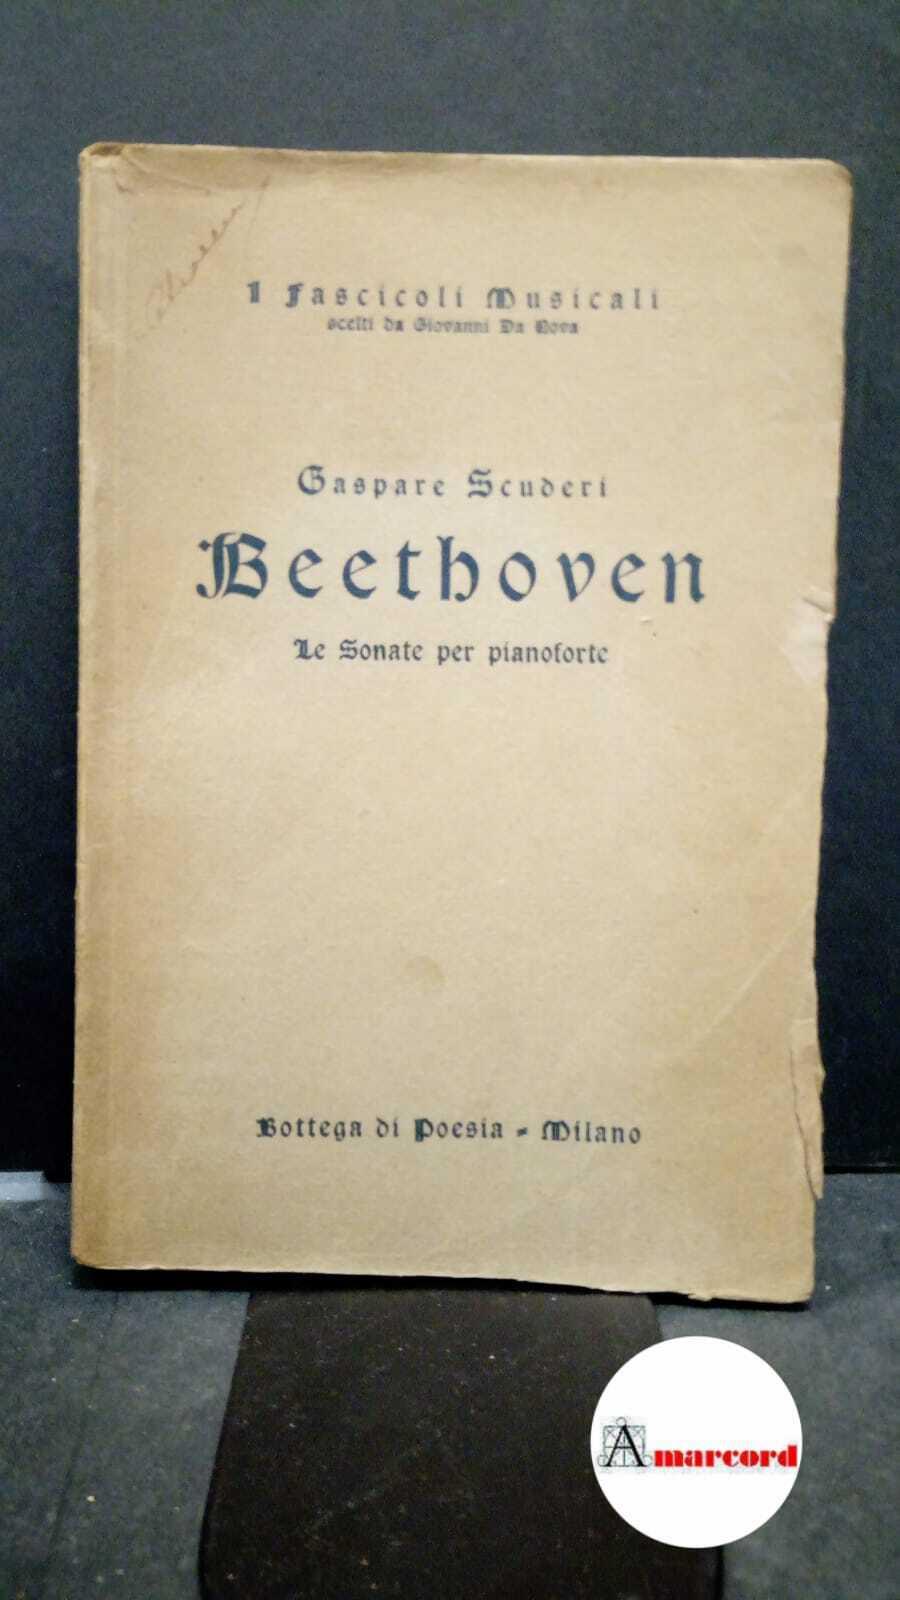 I Fascicoli Musicali
scelti da Giovanni Da Nova
Gaspare Scuderi
Beethoven
Le Sonate per pianoforte
Bottega di Poesia - Milano
Amarcord